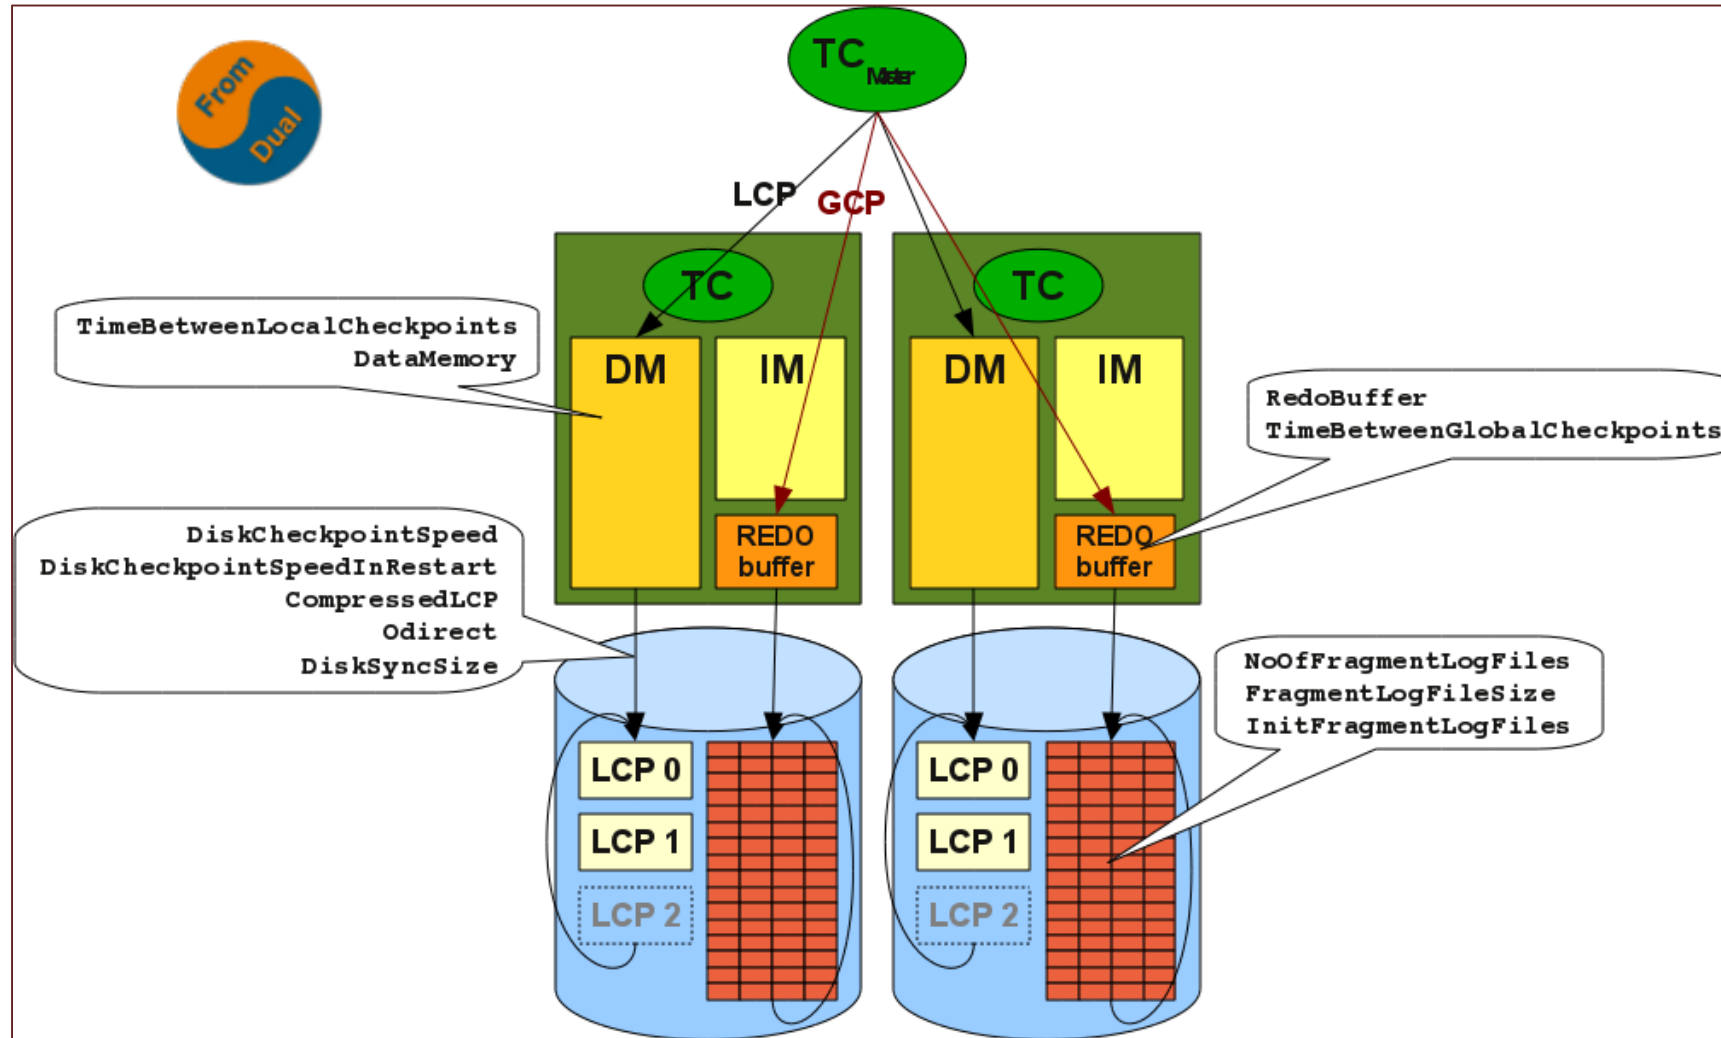 From
Dual
TC Master
LCP
GCP
TC
TC
TimeBetweenLocalCheckpoints
DataMemory
DM
IM
DM
IM
RedoBuffer
TimeBetweenGlobalCheckpoints
DiskCheckpointSpeed
DiskCheckpointSpeedInRestart
CompressedLCP
Odirect
DiskSyncSize
REDO
buffer
REDO
buffer
NoOfFragmentLogFiles
FragmentLogFileSize
InitFragmentLogFiles
LCP 0
LCP 1
LCP 2
LCP 0
LCP 1
LCP 2